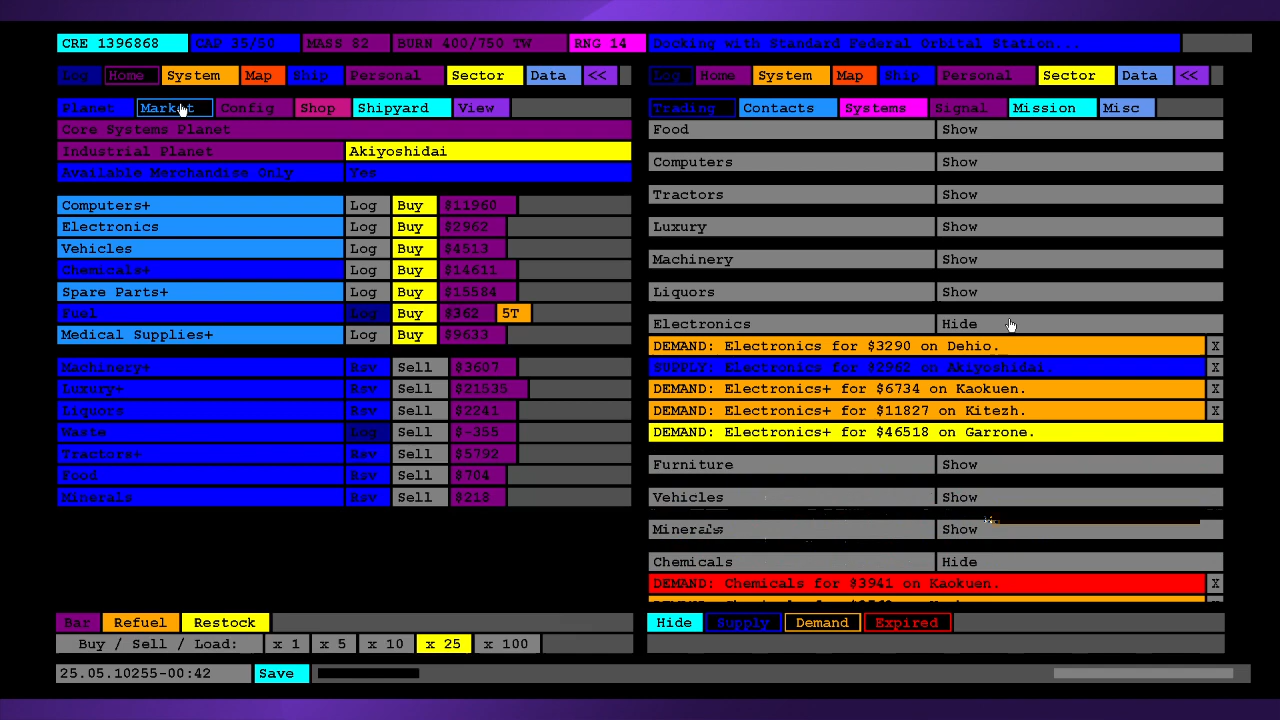 CRE 1396868 CAP 35/50 MASS 82 BURN 400/750 TW RNG 14 Docking with Standard Federal Orbital Station...
Log Home System Map Ship Personal Sector Data << Log Home System Map Ship Personal Sector Data <<
Planet Market Config Shop Shipyard View Trading Contacts Systems Signal Mission Misc
Core Systems Planet
Industrial Planet Akiyoshidai
Available Merchandise Only Yes
Computers+ Log Buy $11960
Electronics Log Buy $2962
Vehicles Log Buy $4513
Chemicals+ Log Buy $14611
Spare Parts+ Log Buy $15584
Fuel Log Buy $362 5T
Medical Supplies+ Log Buy $9633
Machinery+ Rsv Sell $3607
Luxury+ Rsv Sell $21535
Liquors Rsv Sell $2241
Waste Log Sell $-355
Tractors+ Rsv Sell $5792
Food Rsv Sell $704
Minerals Rsv Sell $218
Food Show
Computers Show
Tractors Show
Luxury Show
Machinery Show
Liquors Show
Electronics Hide
DEMAND: Electronics for $3290 on Dehio. X
SUPPLY: Electronics for $2962 on Akiyoshidai. X
DEMAND: Electronics+ for $6734 on Kaokuen. X
DEMAND: Electronics+ for $11827 on Kitezh. X
DEMAND: Electronics+ for $46518 on Garrone.
Furniture Show
Vehicles Show
Minerals Show
Chemicals Hide
DEMAND: Chemicals for $3941 on Kaokuen. X
Bar Refuel Restock
Buy / Sell / Load: x 1 x 5 x 10 x 25 x 100
Hide Supply Demand Expired
25.05.10255-00:42 Save